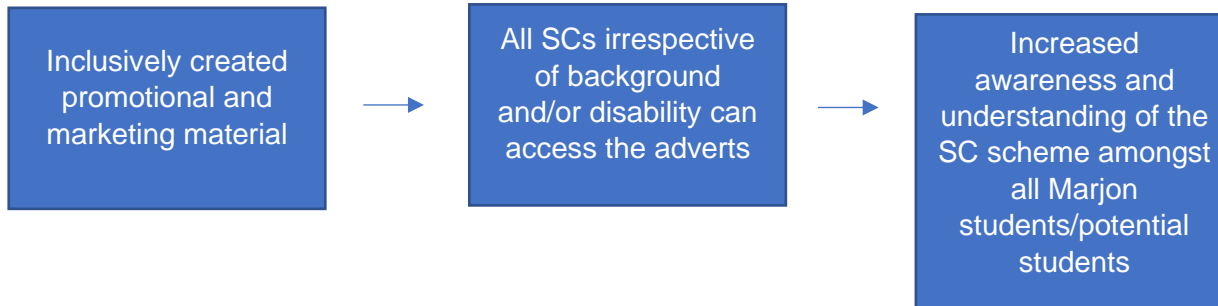 Inclusively created
promotional and
marketing material
All SCs irrespective
of background
and/or disability can
access the adverts
Increased
awareness and
understanding of the
SC scheme amongst
all Marjon
students/potential
students